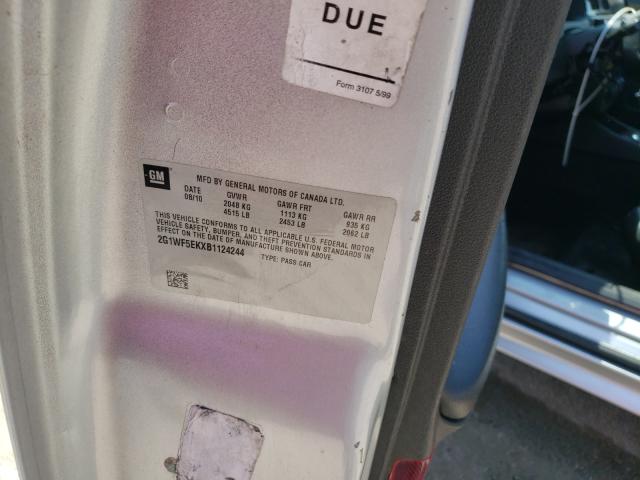 DUE
Form 3107 5/99
GM
MFD BY GENERAL MOTORS OF CANADA LTD.
DATE GVWR GAWR FRT GAWR RR
08/10 2048 KG 1113 KG 935 KG
4515 LB 2453 LB 2062 LB
THIS VEHICLE CONFORMS TO ALL APPLICABLE U.S. FEDERAL MOTOR
VEHICLE SAFETY, BUMPER, AND THEFT PREVENTION STANDARDS IN
EFFECT ON THE DATE OF MANUFACTURE SHOWN ABOVE.
2G1WF5EKXB1124244 TYPE: PASS CAR